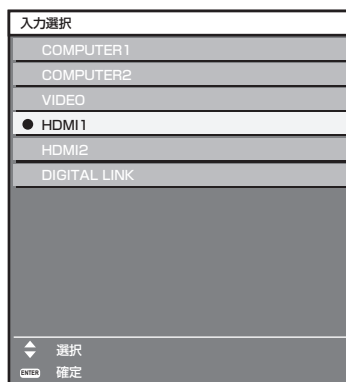 入力選択
COMPUTER1
COMPUTER2
VIDEO
HDMI1
HDMI2
DIGITAL LINK
選択
ENTER 確定